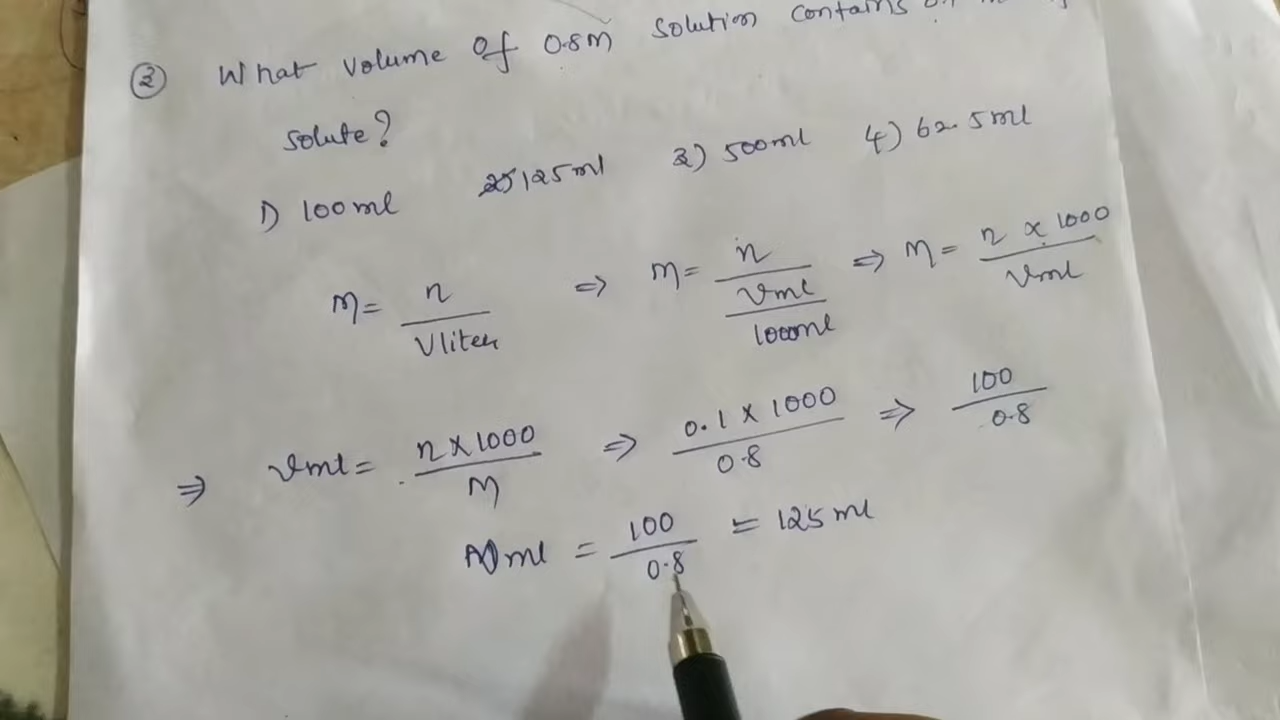 ② What volume of 0.8M solution contains
solute?
1) 100ml 2) 125ml 3) 500ml 4) 62.5ml
M = n / V liter ⇒ M = n / (Vml / 1000ml) ⇒ M = n × 1000 / Vml
⇒ Vml = n × 1000 / M ⇒ 0.1 × 1000 / 0.8 ⇒ 100 / 0.8
Vml = 100 / 0.8 = 125 ml